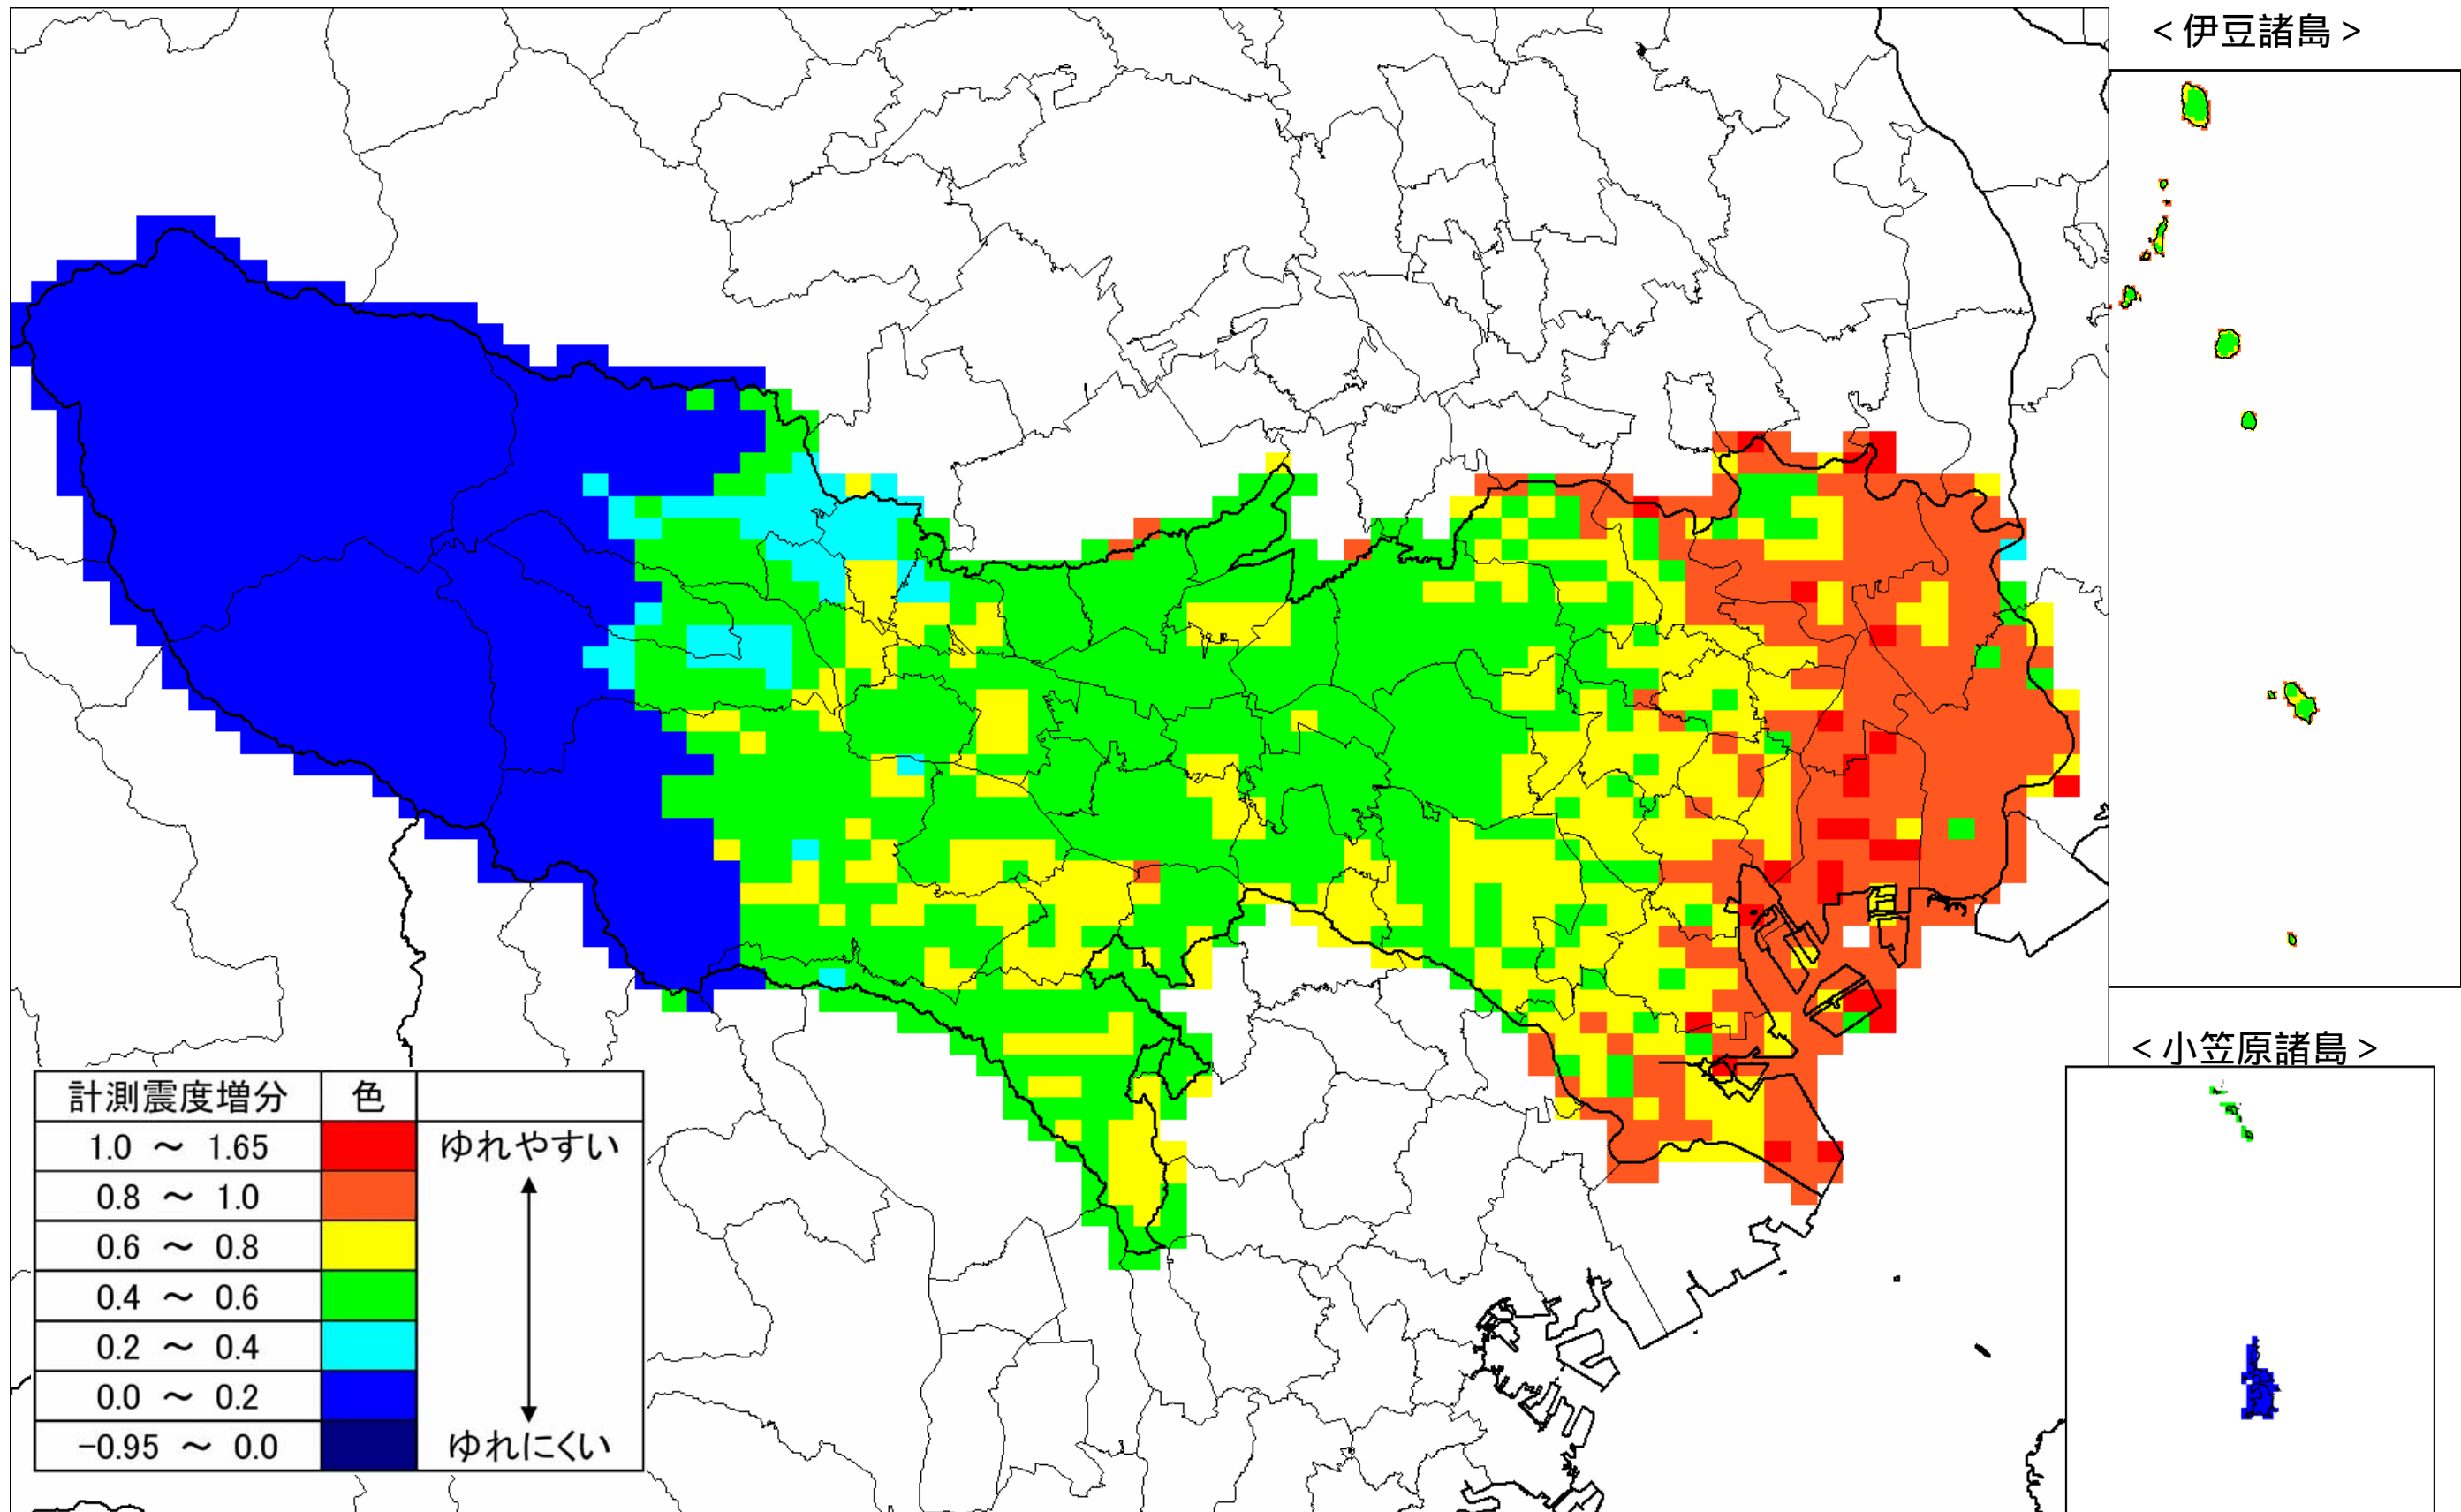 <伊豆諸島>
<小笠原諸島>
計測震度増分 色
1.0 ～ 1.65 ゆれやすい
0.8 ～ 1.0
0.6 ～ 0.8
0.4 ～ 0.6
0.2 ～ 0.4
0.0 ～ 0.2
-0.95 ～ 0.0 ゆれにくい